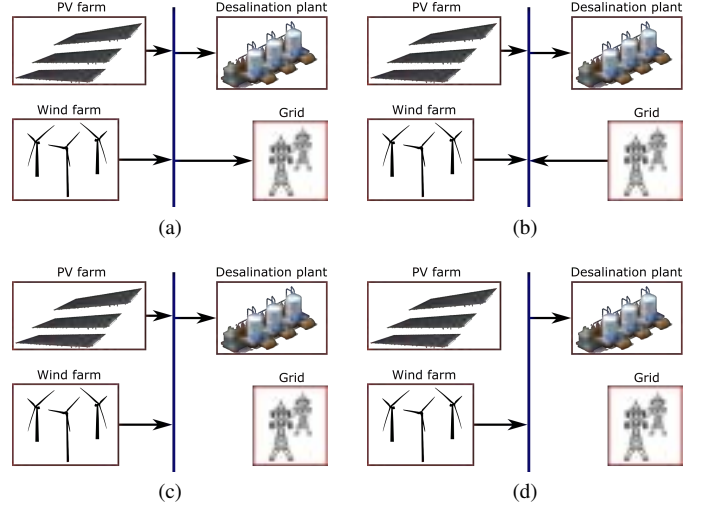 PV farm
Desalination plant
Wind farm
Grid
(a)
PV farm
Desalination plant
Wind farm
Grid
(b)
PV farm
Desalination plant
Wind farm
Grid
(c)
PV farm
Desalination plant
Wind farm
Grid
(d)